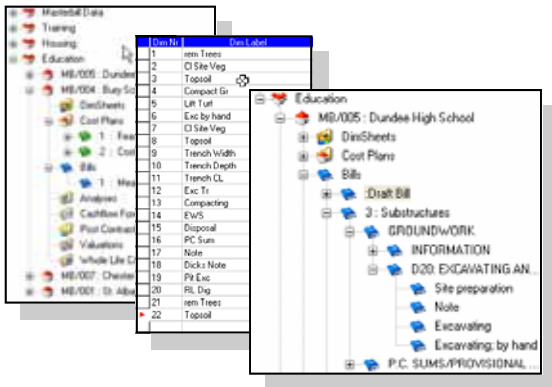 Masterbill Data
Training
Housing
Education
MB/005 : Dundee
MB/004 : Bury Sc
DimSheets
Cost Plans
1 : Fea
2 : Cost
Bills
1 : Mea
Analyses
Cashflow For
Post Contract
Valuations
Whole Life C
MB/007 : Chester
MB/001 : St. Alba
Dim Nr Dim Label
1 rem Trees
2 Cl Site Veg
3 Topsoil
4 Compact Gr
5 Lift Turf
6 Exc by hand
7 Cl Site Veg
8 Topsoil
9 Trench Width
10 Trench Depth
11 Trench CL
12 Exc Tr
13 Compacting
14 EWS
15 Disposal
16 PC Sum
17 Note
18 Dicks Note
19 Pit Exc
20 RL Dig
21 rem Trees
22 Topsoil
Education
MB/005 : Dundee High School
DimSheets
Cost Plans
Bills
:Draft Bill
3 : Substructures
GROUNDWORK
INFORMATION
D20: EXCAVATING AN...
Site preparation
Note
Excavating
Excavating; by hand
P.C. SUMS/PROVISIONAL ...